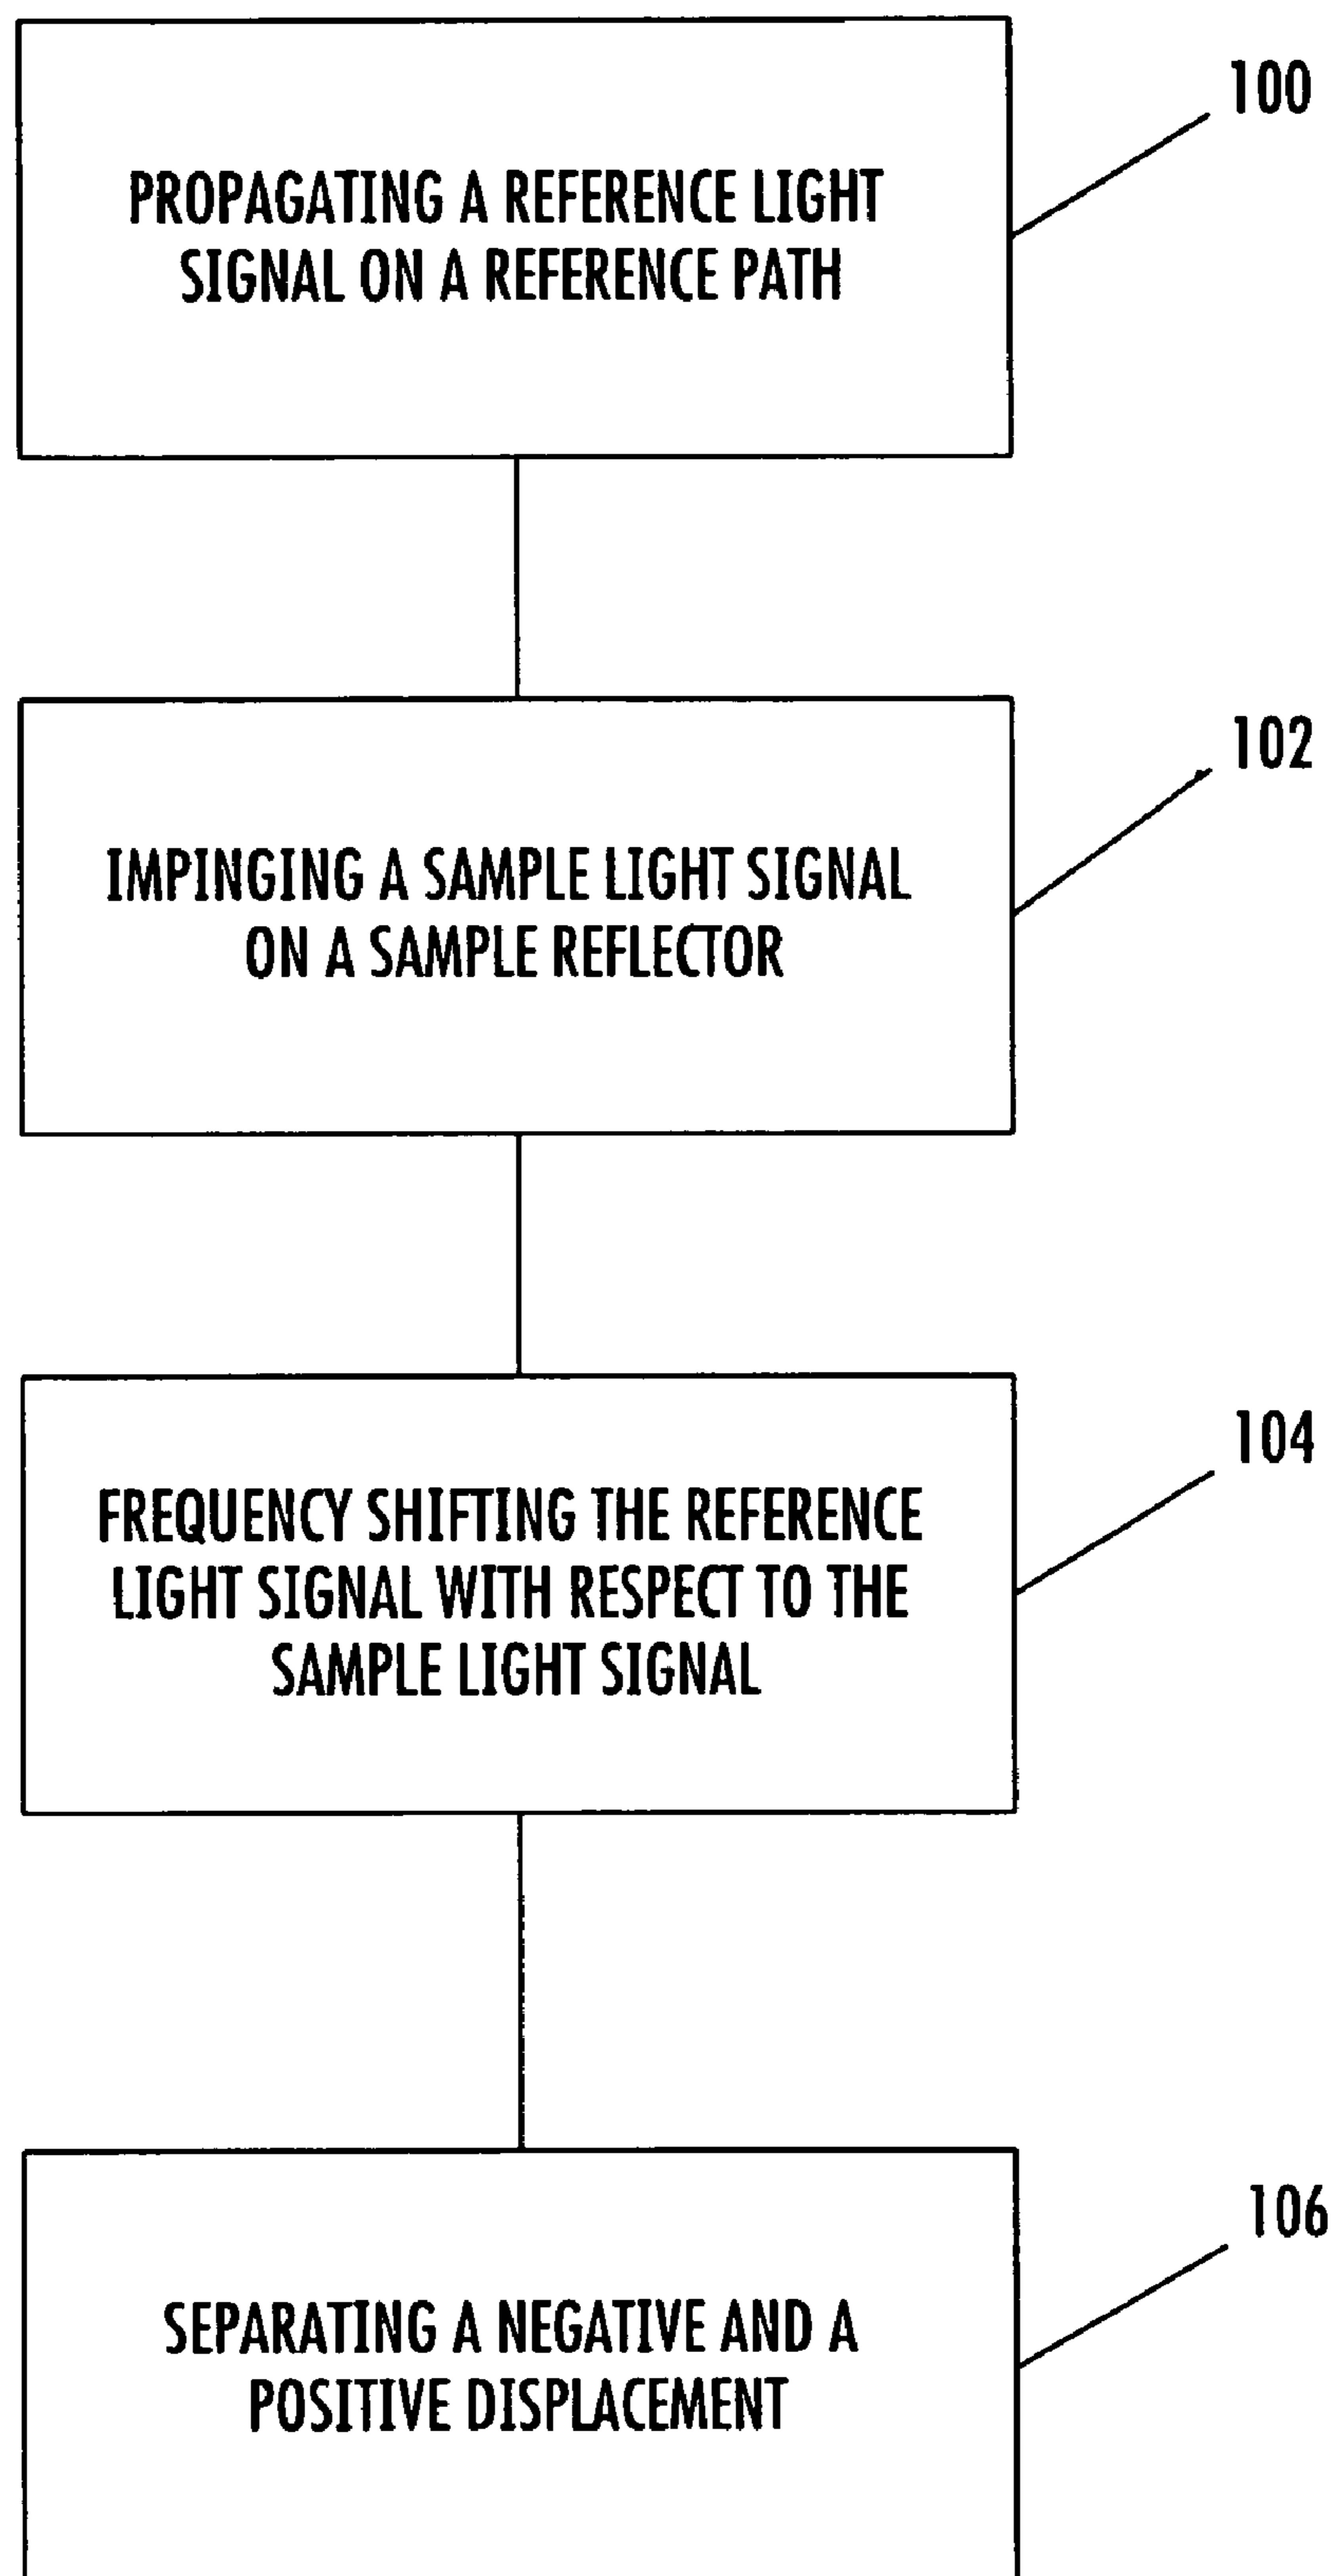 100
PROPAGATING A REFERENCE LIGHT
SIGNAL ON A REFERENCE PATH
102
IMPINGING A SAMPLE LIGHT SIGNAL
ON A SAMPLE REFLECTOR
104
FREQUENCY SHIFTING THE REFERENCE
LIGHT SIGNAL WITH RESPECT TO THE
SAMPLE LIGHT SIGNAL
106
SEPARATING A NEGATIVE AND A
POSITIVE DISPLACEMENT